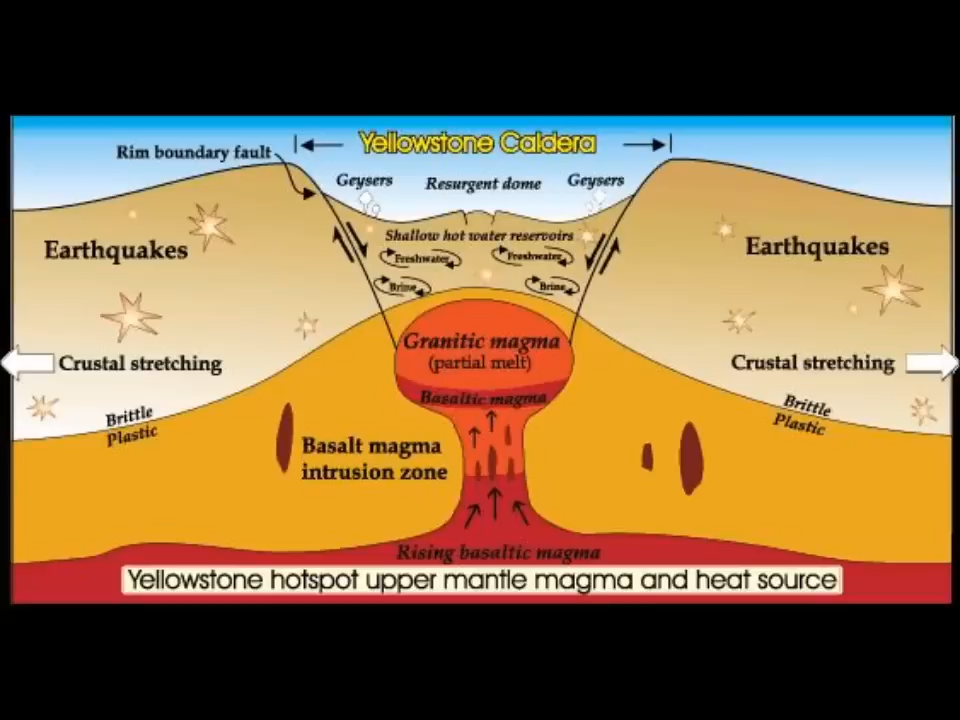 Yellowstone Caldera
Rim boundary fault
Geysers
Resurgent dome
Geysers
Shallow hot water reservoirs
Freshwater
Freshwater
Brine
Brine
Earthquakes
Earthquakes
Granitic magma
(partial melt)
Crustal stretching
Crustal stretching
Basaltic magma
Brittle
Plastic
Brittle
Plastic
Basalt magma
intrusion zone
Rising basaltic magma
Yellowstone hotspot upper mantle magma and heat source